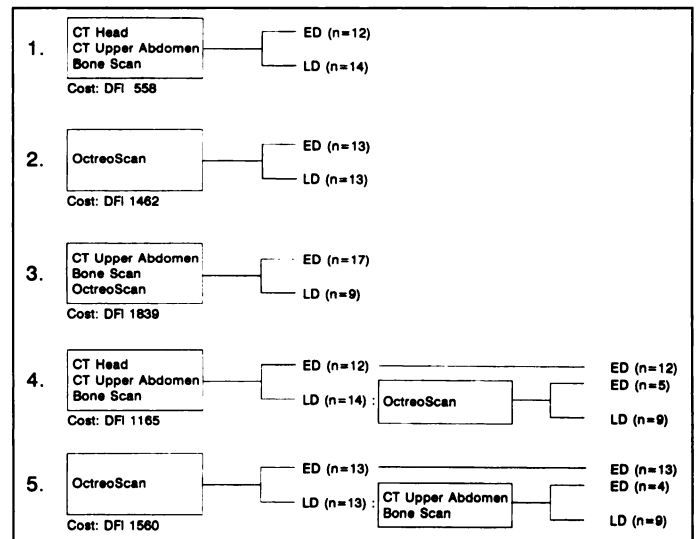 1.
CT Head
CT Upper Abdomen
Bone Scan
Cost: DFl 558
ED (n=12)
LD (n=14)
2.
OctreoScan
Cost: DFl 1462
ED (n=13)
LD (n=13)
3.
CT Upper Abdomen
Bone Scan
OctreoScan
Cost: DFl 1839
ED (n=17)
LD (n=9)
4.
CT Head
CT Upper Abdomen
Bone Scan
Cost: DFl 1165
ED (n=12)
LD (n=14) :
OctreoScan
ED (n=12)
ED (n=5)
LD (n=9)
5.
OctreoScan
Cost: DFl 1560
ED (n=13)
LD (n=13) :
CT Upper Abdomen
Bone Scan
ED (n=13)
ED (n=4)
LD (n=9)